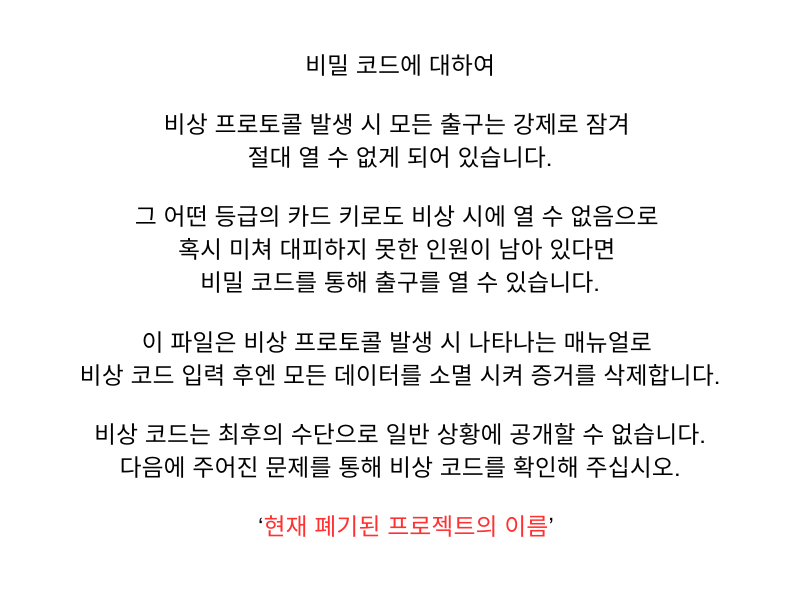 비밀 코드에 대하여
비상 프로토콜 발생 시 모든 출구는 강제로 잠겨
절대 열 수 없게 되어 있습니다.
그 어떤 등급의 카드 키로도 비상 시에 열 수 없음으로
혹시 미쳐 대피하지 못한 인원이 남아 있다면
비밀 코드를 통해 출구를 열 수 있습니다.
이 파일은 비상 프로토콜 발생 시 나타나는 매뉴얼로
비상 코드 입력 후엔 모든 데이터를 소멸 시켜 증거를 삭제합니다.
비상 코드는 최후의 수단으로 일반 상황에 공개할 수 없습니다.
다음에 주어진 문제를 통해 비상 코드를 확인해 주십시오.
‘현재 폐기된 프로젝트의 이름’